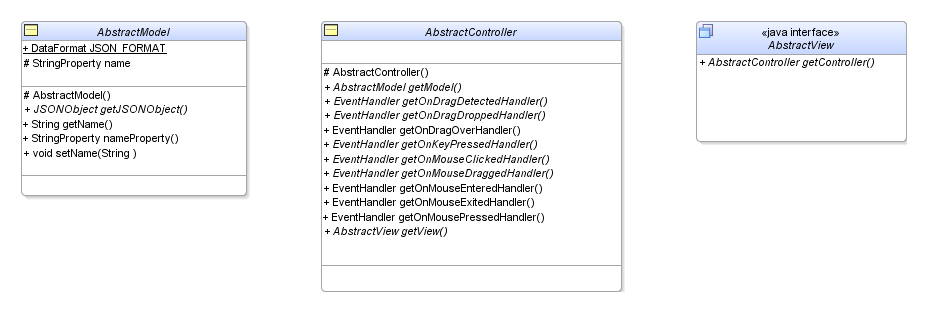 AbstractModel
+ DataFormat JSON_FORMAT
# StringProperty name
# AbstractModel()
+ JSONObject getJSONObject()
+ String getName()
+ StringProperty nameProperty()
+ void setName(String )
AbstractController
# AbstractController()
+ AbstractModel getModel()
+ EventHandler getOnDragDetectedHandler()
+ EventHandler getOnDragDroppedHandler()
+ EventHandler getOnDragOverHandler()
+ EventHandler getOnKeyPressedHandler()
+ EventHandler getOnMouseClickedHandler()
+ EventHandler getOnMouseDraggedHandler()
+ EventHandler getOnMouseEnteredHandler()
+ EventHandler getOnMouseExitedHandler()
+ EventHandler getOnMousePressedHandler()
+ AbstractView getView()
«java interface»
AbstractView
+ AbstractController getController()